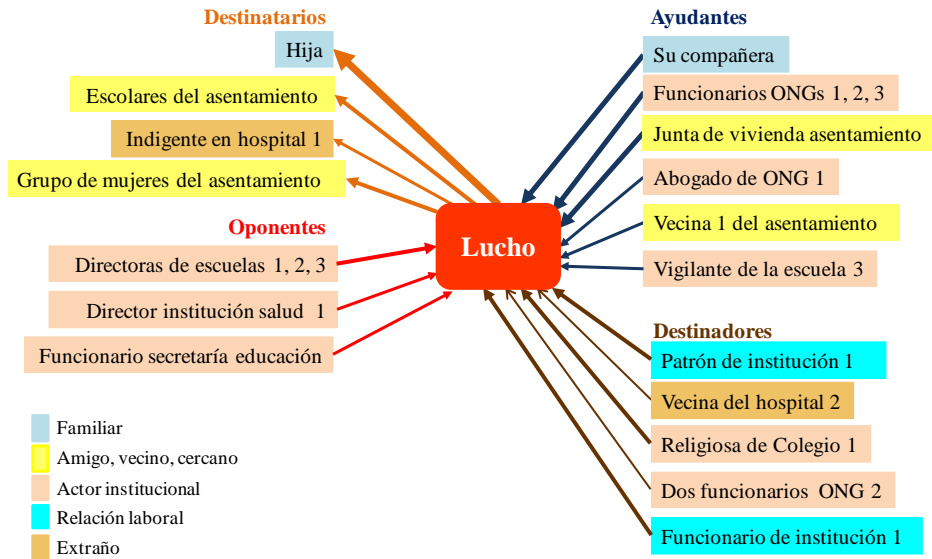 Destinatarios
Hija
Escolares del asentamiento
Indigente en hospital 1
Grupo de mujeres del asentamiento
Oponentes
Directoras de escuelas 1, 2, 3
Director institución salud 1
Funcionario secretaría educación
Lucho
Ayudantes
Su compañera
Funcionarios ONGs 1, 2, 3
Junta de vivienda asentamiento
Abogado de ONG 1
Vecina 1 del asentamiento
Vigilante de la escuela 3
Destinadores
Patrón de institución 1
Vecina del hospital 2
Religiosa de Colegio 1
Dos funcionarios ONG 2
Funcionario de institución 1
Familiar
Amigo, vecino, cercano
Actor institucional
Relación laboral
Extraño